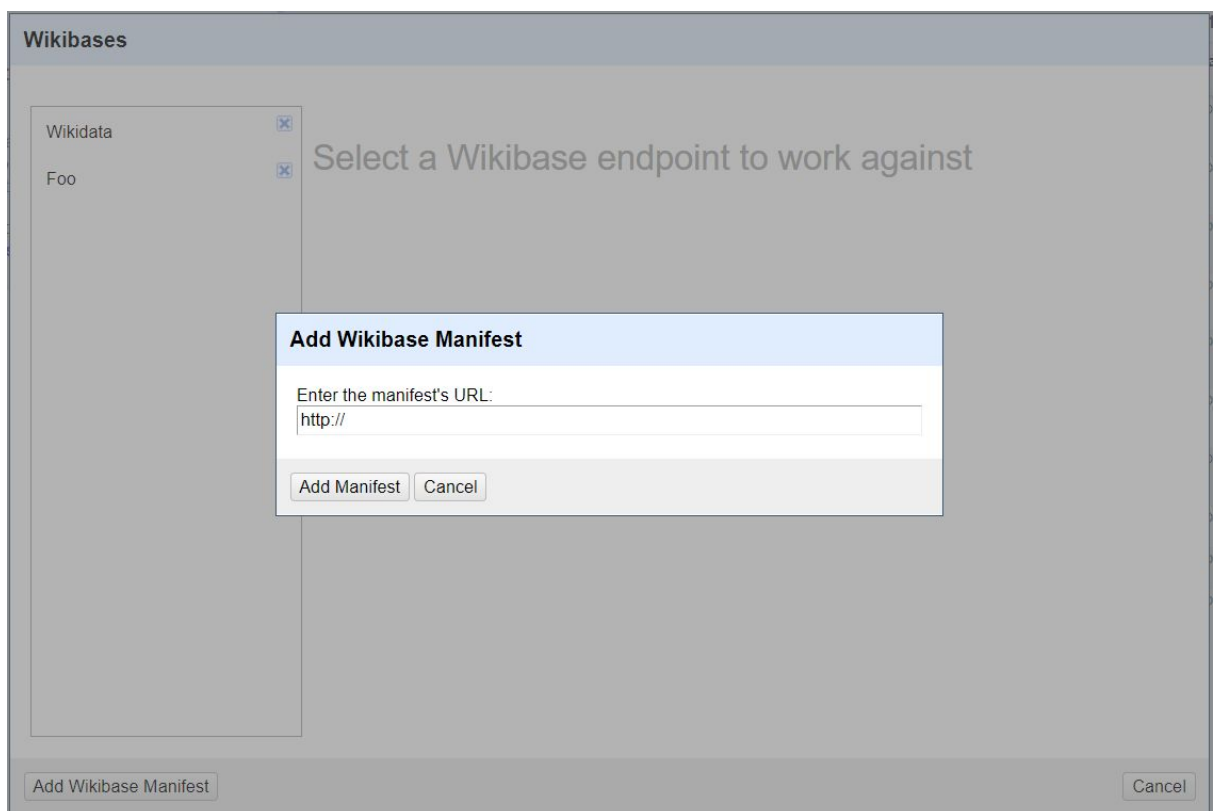 Wikibases
Wikidata
Foo
Select a Wikibase endpoint to work against
Add Wikibase Manifest
Enter the manifest's URL:
http://
Add Manifest Cancel
Add Wikibase Manifest Cancel